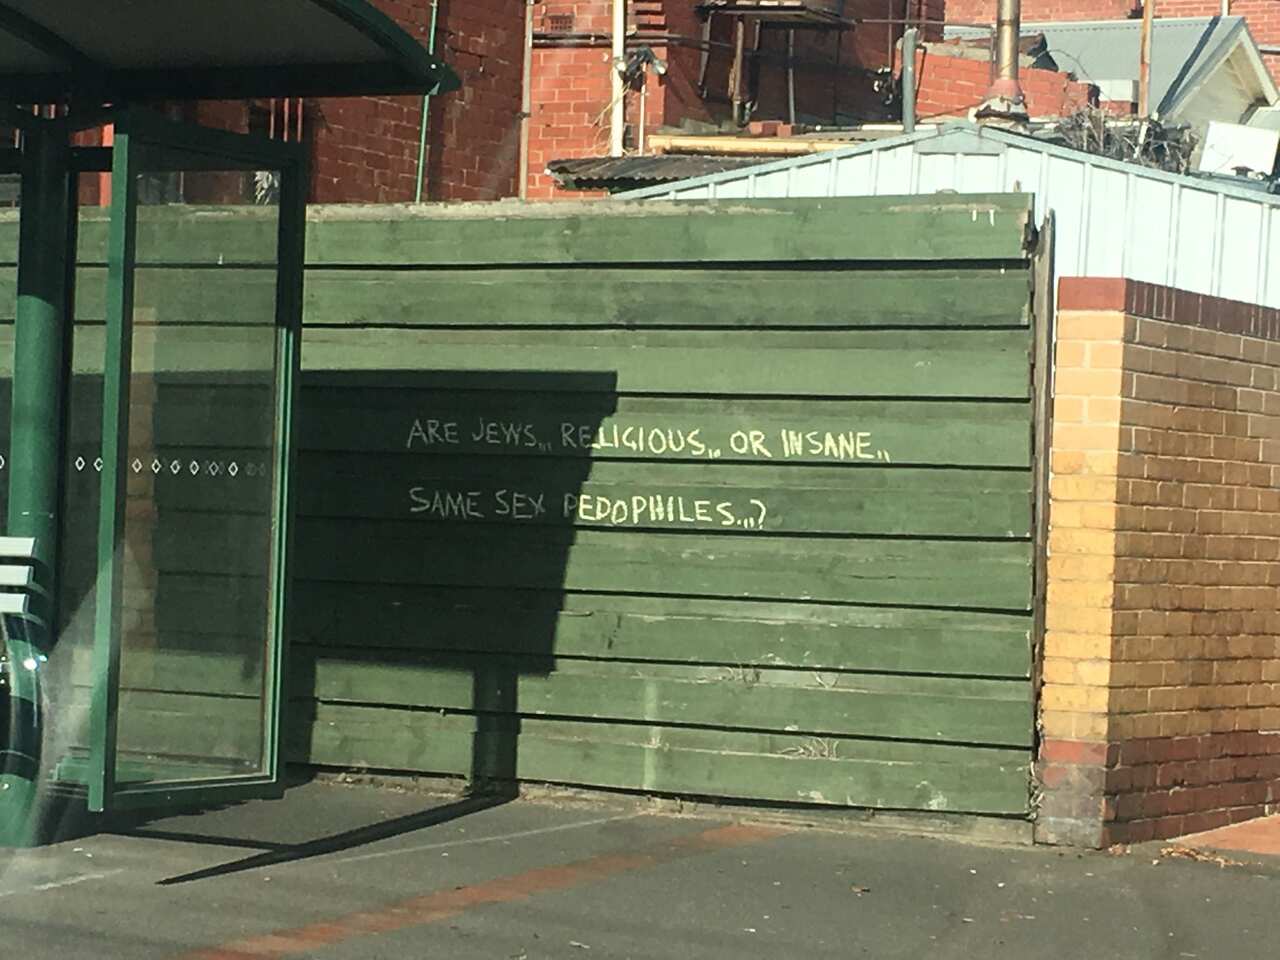 ARE JEWS,,, RELIGIOUS,,, OR INSANE,,
SAME SEX PEDOPHILES,,,?